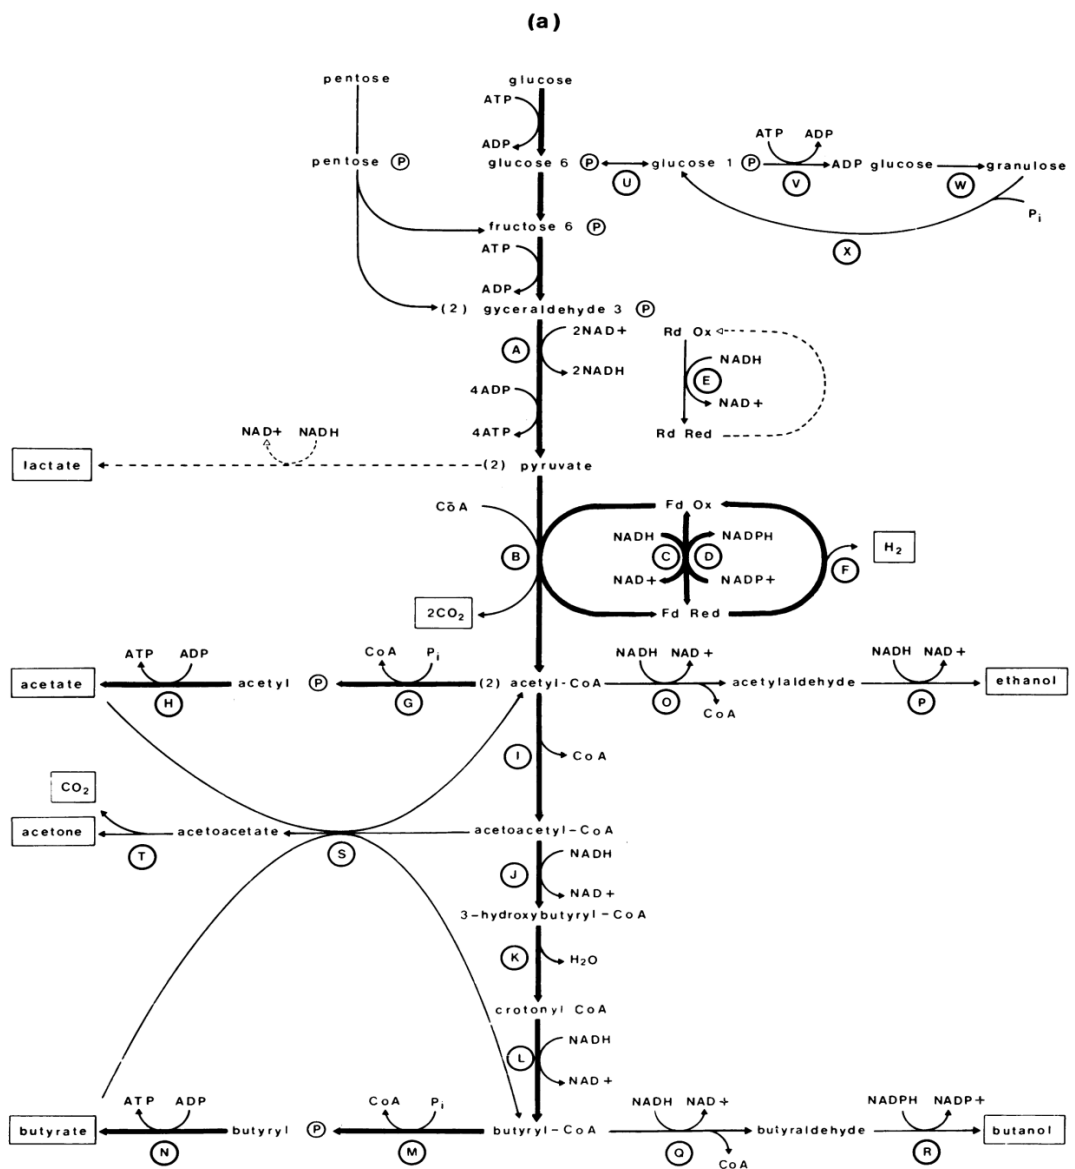 (a)
pentose glucose
ATP
ADP
ATP ADP
pentose P glucose 6 P glucose 1 P ADP glucose granulose
U V W
Pi
fructose 6 P
X
ATP
ADP
(2) gyceraldehyde 3 P
2NAD+ Rd Ox
A NADH
2NADH E
4ADP NAD+
4ATP Rd Red
NAD+ NADH
lactate (2) pyruvate
CoA Fd Ox
NADH NADPH H2
B C D F
NAD+ NADP+
2CO2 Fd Red
ATP ADP CoA Pi NADH NAD+ NADH NAD+
acetate acetyl P (2) acetyl-CoA acetylaldehyde ethanol
H G O CoA P
I CoA
CO2
acetone acetoacetate acetoacetyl-CoA
T S
NADH
J
NAD+
3-hydroxybutyryl-CoA
K H2O
crotonyl CoA
NADH
L
NAD+
ATP ADP CoA Pi NADH NAD+ NADPH NADP+
butyrate butyryl P butyryl-CoA butyraldehyde butanol
N M Q CoA R